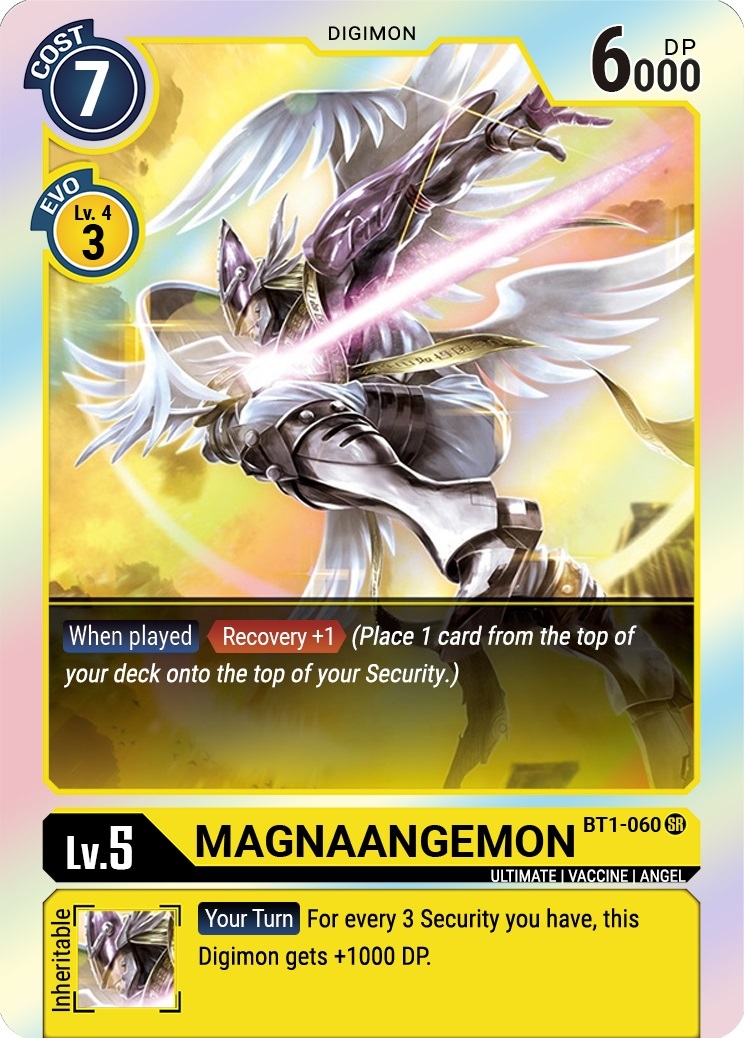 DIGIMON
COST
7
DP
6000
EVO
Lv. 4
3
When played Recovery +1 (Place 1 card from the top of
your deck onto the top of your Security.)
Lv.5
MAGNAANGEMON
BT1-060 SR
ULTIMATE | VACCINE | ANGEL
Inheritable
Your Turn For every 3 Security you have, this
Digimon gets +1000 DP.